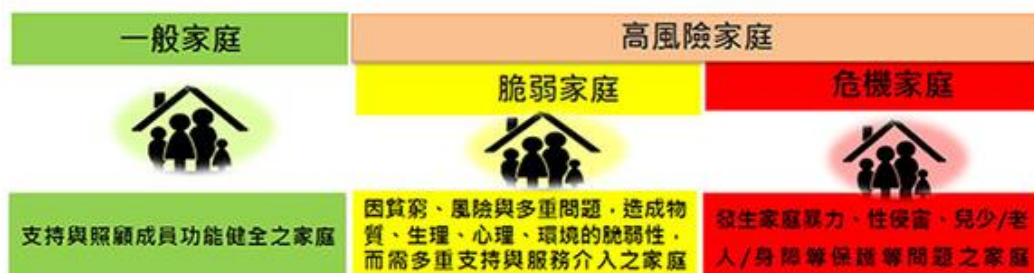 一般家庭
高風險家庭
脆弱家庭
危機家庭
支持與照顧成員功能健全之家庭
因貧窮、風險與多重問題，造成物
質、生理、心理、環境的脆弱性，
而需多重支持與服務介入之家庭
發生家庭暴力、性侵害、兒少/老
人/身障等保護等問題之家庭